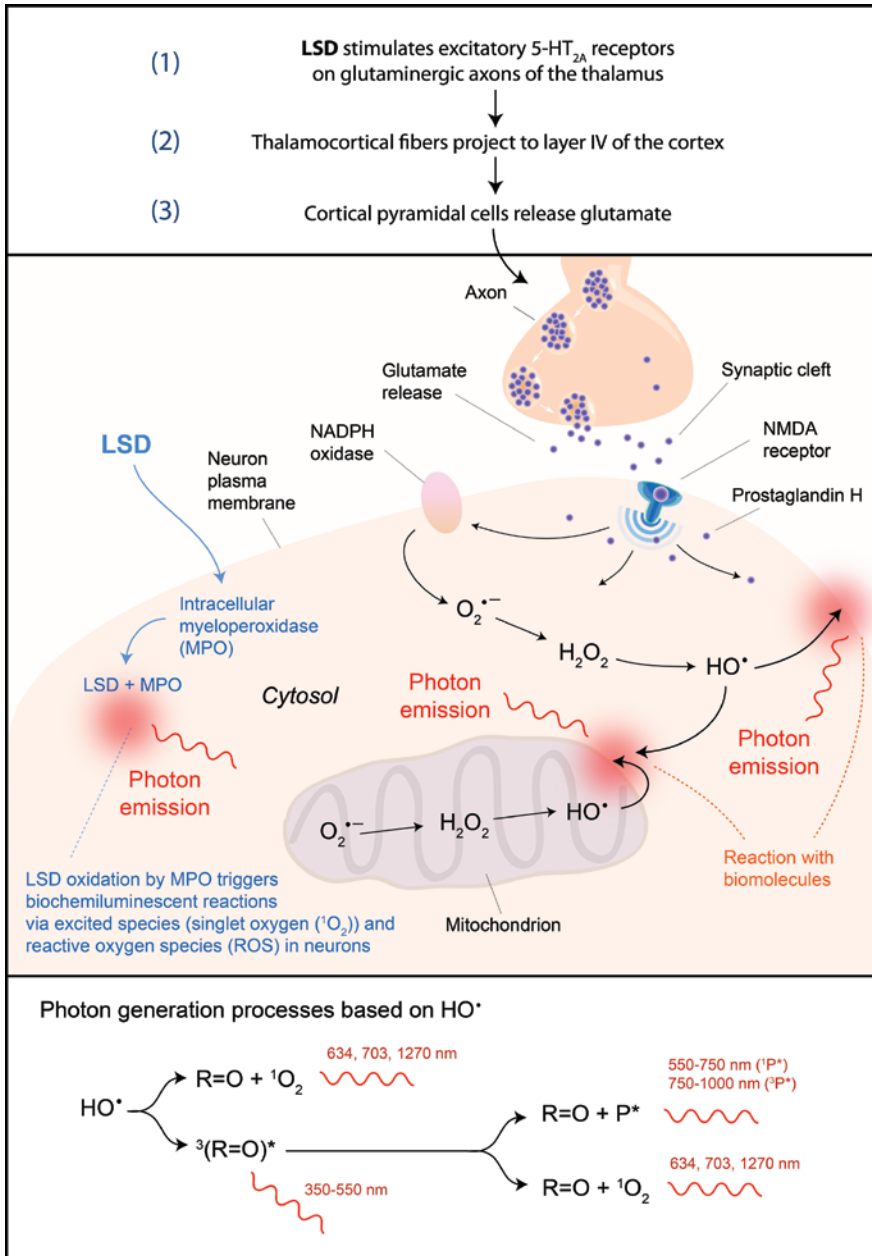 (1)
LSD stimulates excitatory 5-HT₂A receptors
on glutaminergic axons of the thalamus
(2)
Thalamocortical fibers project to layer IV of the cortex
(3)
Cortical pyramidal cells release glutamate
Axon
Glutamate
release
Synaptic cleft
NADPH
oxidase
NMDA
receptor
LSD
Neuron
plasma
membrane
Prostaglandin H
Intracellular
myeloperoxidase
(MPO)
O₂•–
H₂O₂
HO•
LSD + MPO
Cytosol
Photon
emission
Photon
emission
Photon
emission
O₂•–
H₂O₂
HO•
Reaction with
biomolecules
LSD oxidation by MPO triggers
biochemiluminescent reactions
via excited species (singlet oxygen (¹O₂)) and
reactive oxygen species (ROS) in neurons
Mitochondrion
Photon generation processes based on HO•
HO•
R=O + ¹O₂
634, 703, 1270 nm
³(R=O)*
350-550 nm
550-750 nm (¹P*)
750-1000 nm (³P*)
R=O + P*
R=O + ¹O₂
634, 703, 1270 nm